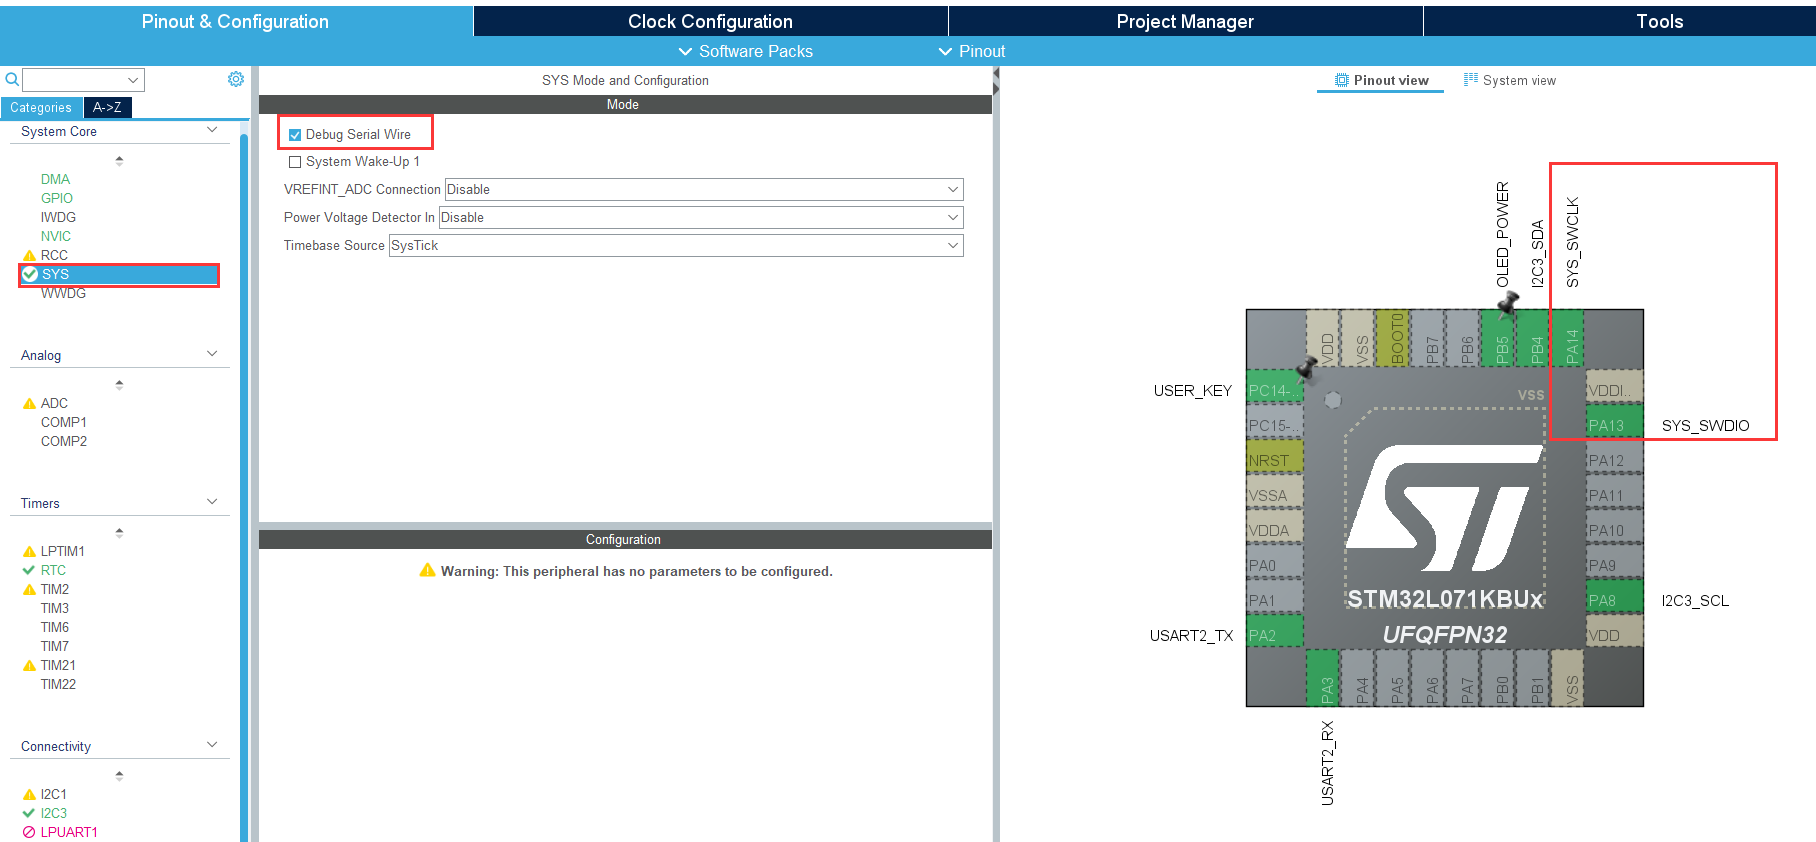 Pinout & Configuration
Clock Configuration
Project Manager
Tools
Software Packs
Pinout
Categories
A->Z
System Core
DMA
GPIO
IWDG
NVIC
RCC
SYS
WWDG
Analog
ADC
COMP1
COMP2
Timers
LPTIM1
RTC
TIM2
TIM3
TIM6
TIM7
TIM21
TIM22
Connectivity
I2C1
I2C3
LPUART1
SYS Mode and Configuration
Mode
Debug Serial Wire
System Wake-Up 1
VREFINT_ADC Connection Disable
Power Voltage Detector In Disable
Timebase Source SysTick
Configuration
Warning: This peripheral has no parameters to be configured.
Pinout view
System view
OLED_POWER
I2C3_SDA
SYS_SWCLK
VDD
VSS
BOOT0
PB7
PB6
PB5
PB4
PA14
USER_KEY
PC14-..
PC15-..
NRST
VSSA
VDDA
PA0
PA1
USART2_TX
PA2
VSS
VDDI..
PA13
SYS_SWDIO
PA12
PA11
PA10
PA9
PA8
I2C3_SCL
VDD
ST
STM32L071KBUx
UFQFPN32
PA3
PA4
PA5
PA6
PA7
PB0
PB1
VSS
USART2_RX